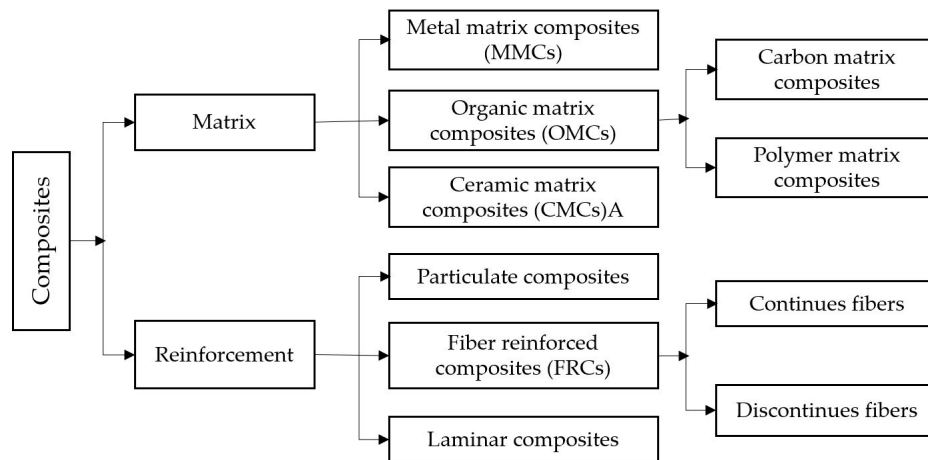 Composites
Matrix
Metal matrix composites
(MMCs)
Organic matrix
composites (OMCs)
Carbon matrix
composites
Polymer matrix
composites
Ceramic matrix
composites (CMCs)A
Reinforcement
Particulate composites
Fiber reinforced
composites (FRCs)
Continues fibers
Discontinues fibers
Laminar composites